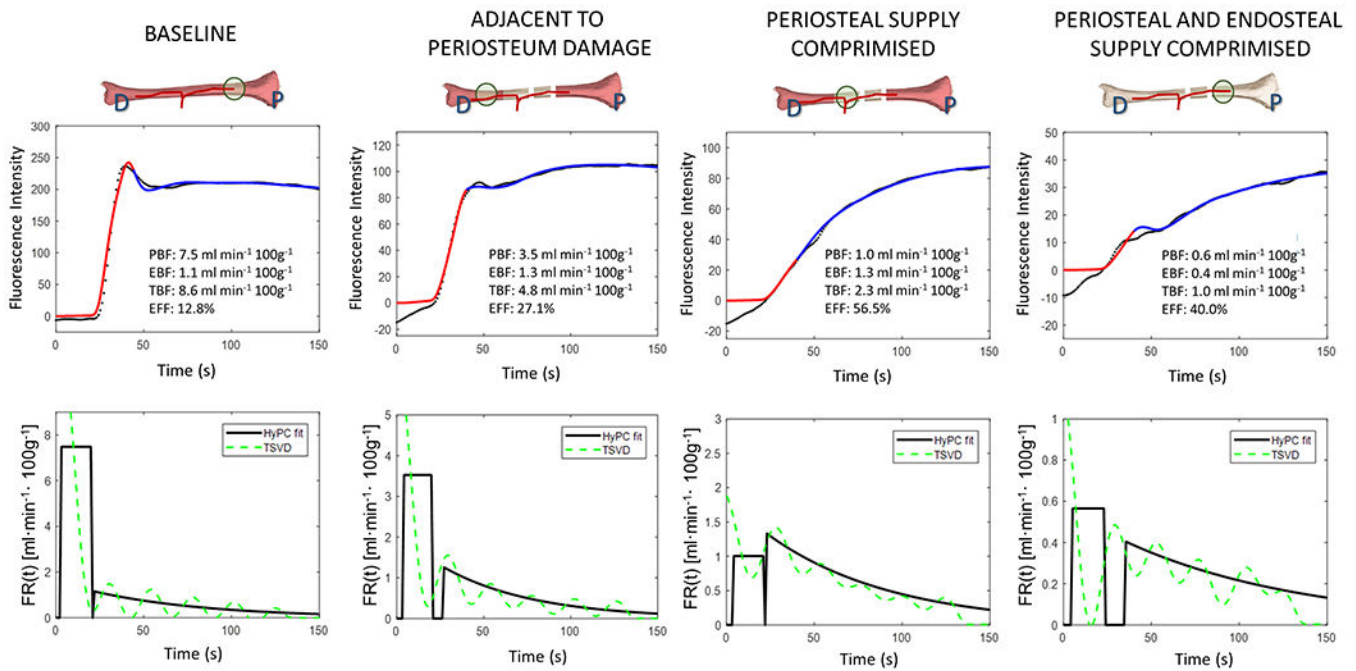 BASELINE
ADJACENT TO
PERIOSTEUM DAMAGE
PERIOSTEAL SUPPLY
COMPRIMISED
PERIOSTEAL AND ENDOSTEAL
SUPPLY COMPRIMISED
D P
D P
D P
D P
Fluorescence Intensity
300
250
200
150
100
50
0
PBF: 7.5 ml min⁻¹ 100g⁻¹
EBF: 1.1 ml min⁻¹ 100g⁻¹
TBF: 8.6 ml min⁻¹ 100g⁻¹
EFF: 12.8%
0 50 100 150
Time (s)
Fluorescence Intensity
120
100
80
60
40
20
0
-20
PBF: 3.5 ml min⁻¹ 100g⁻¹
EBF: 1.3 ml min⁻¹ 100g⁻¹
TBF: 4.8 ml min⁻¹ 100g⁻¹
EFF: 27.1%
0 50 100 150
Time (s)
Fluorescence Intensity
100
80
60
40
20
0
-20
PBF: 1.0 ml min⁻¹ 100g⁻¹
EBF: 1.3 ml min⁻¹ 100g⁻¹
TBF: 2.3 ml min⁻¹ 100g⁻¹
EFF: 56.5%
0 50 100 150
Time (s)
Fluorescence Intensity
50
40
30
20
10
0
-10
-20
PBF: 0.6 ml min⁻¹ 100g⁻¹
EBF: 0.4 ml min⁻¹ 100g⁻¹
TBF: 1.0 ml min⁻¹ 100g⁻¹
EFF: 40.0%
0 50 100 150
Time (s)
FR(t) [ml·min⁻¹· 100g⁻¹]
8
6
4
2
0
HyPC fit
TSVD
0 50 100 150
Time (s)
FR(t) [ml·min⁻¹· 100g⁻¹]
5
4
3
2
1
0
HyPC fit
TSVD
0 50 100 150
Time (s)
FR(t) [ml·min⁻¹· 100g⁻¹]
3
2.5
2
1.5
1
0.5
0
HyPC fit
TSVD
0 50 100 150
Time (s)
FR(t) [ml·min⁻¹· 100g⁻¹]
1
0.8
0.6
0.4
0.2
0
HyPC fit
TSVD
0 50 100 150
Time (s)